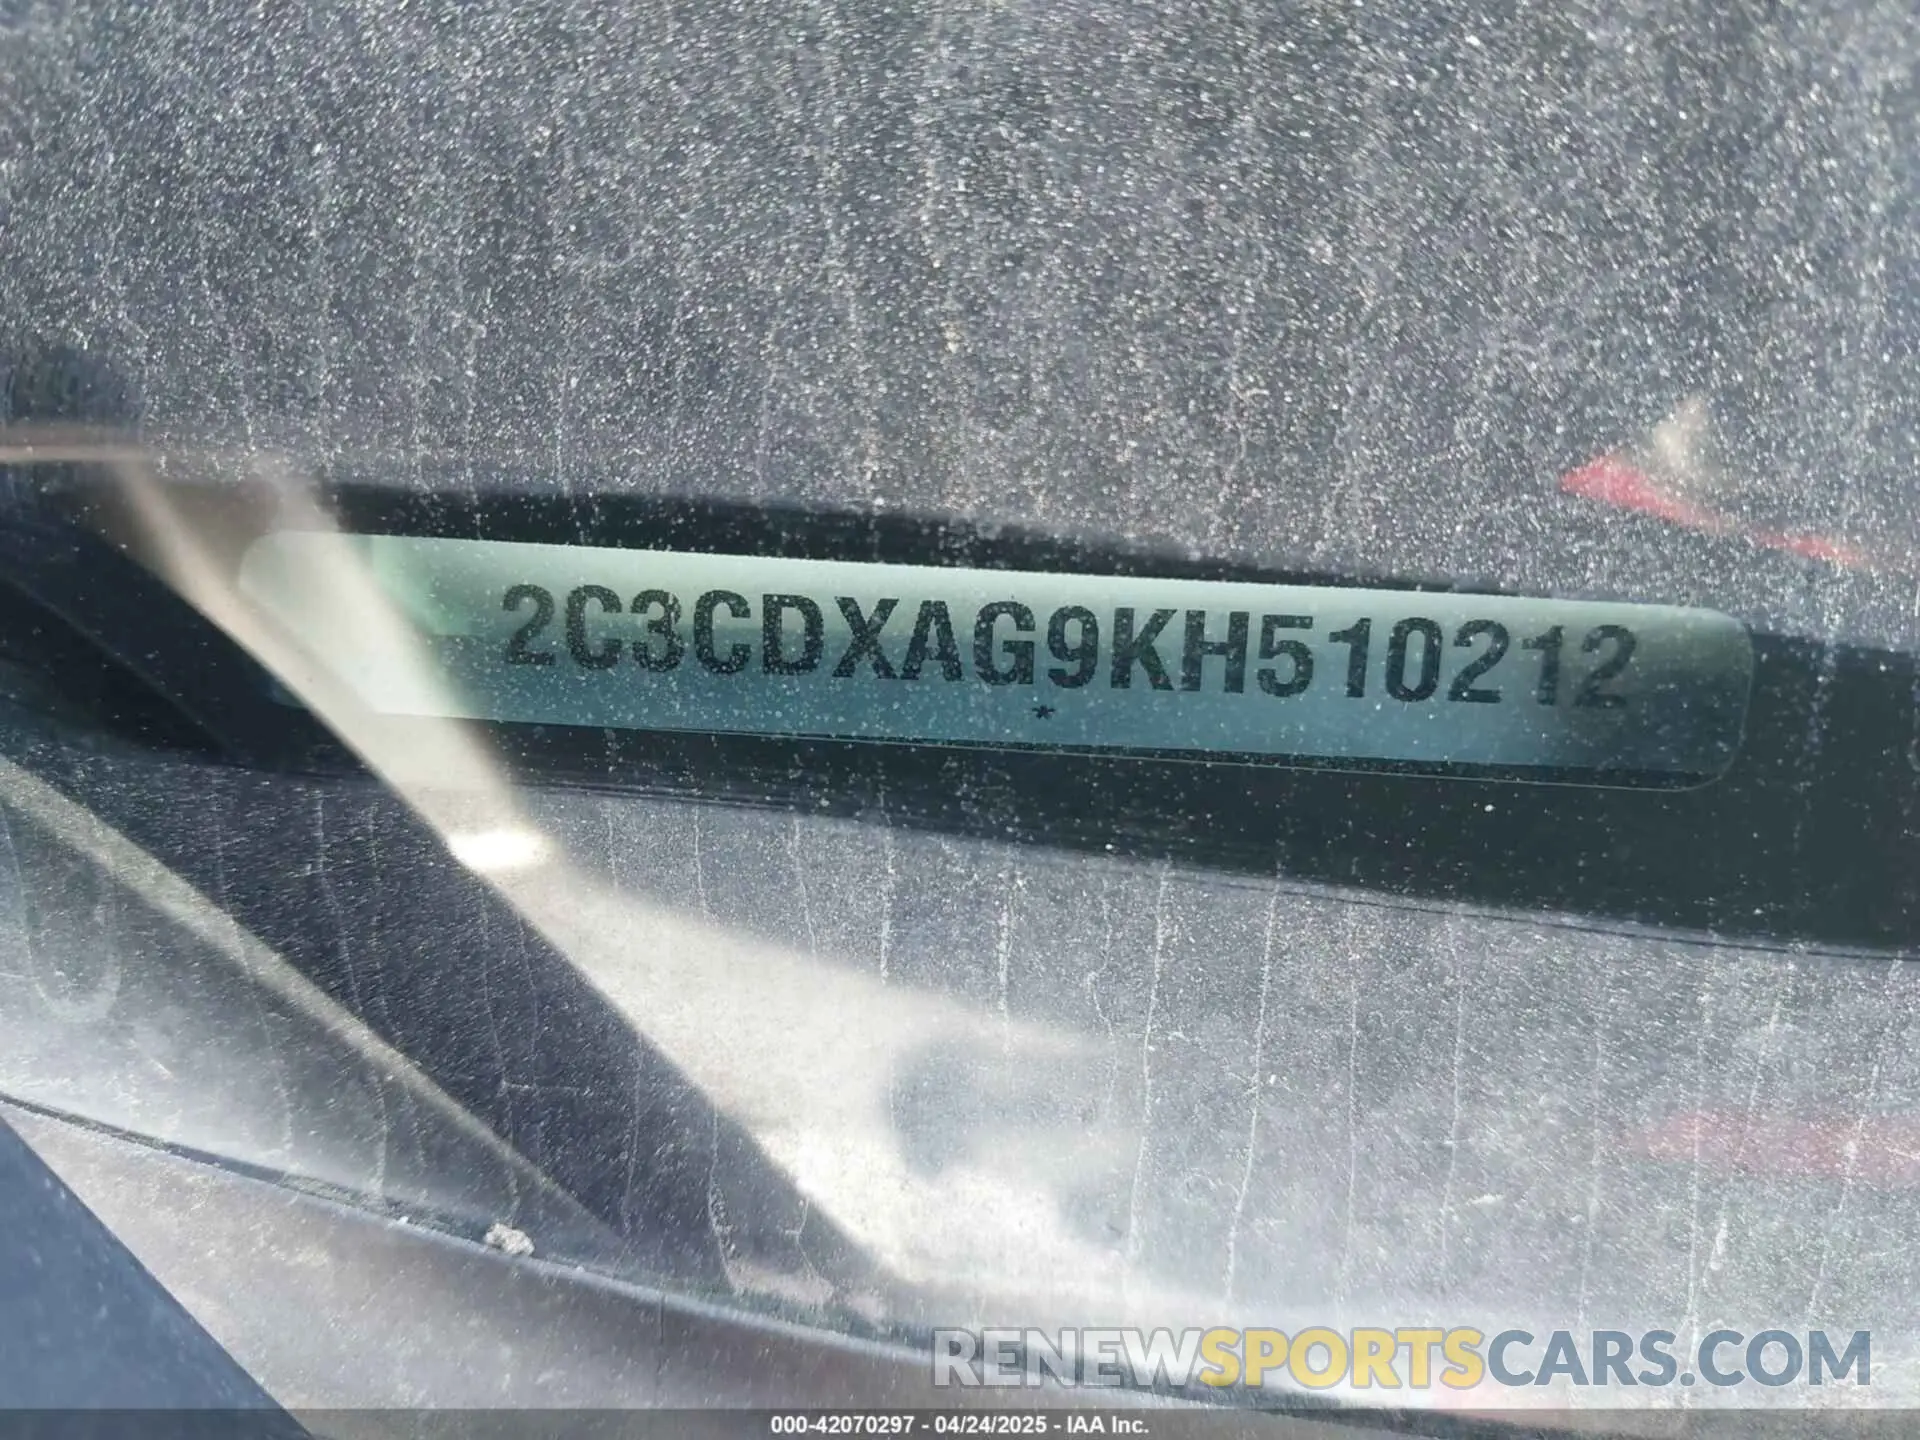 2C3CDXAG9KH510212
*
RENEWSPORTSCARS.COM
000-42070297 - 04/24/2025 - IAA Inc.